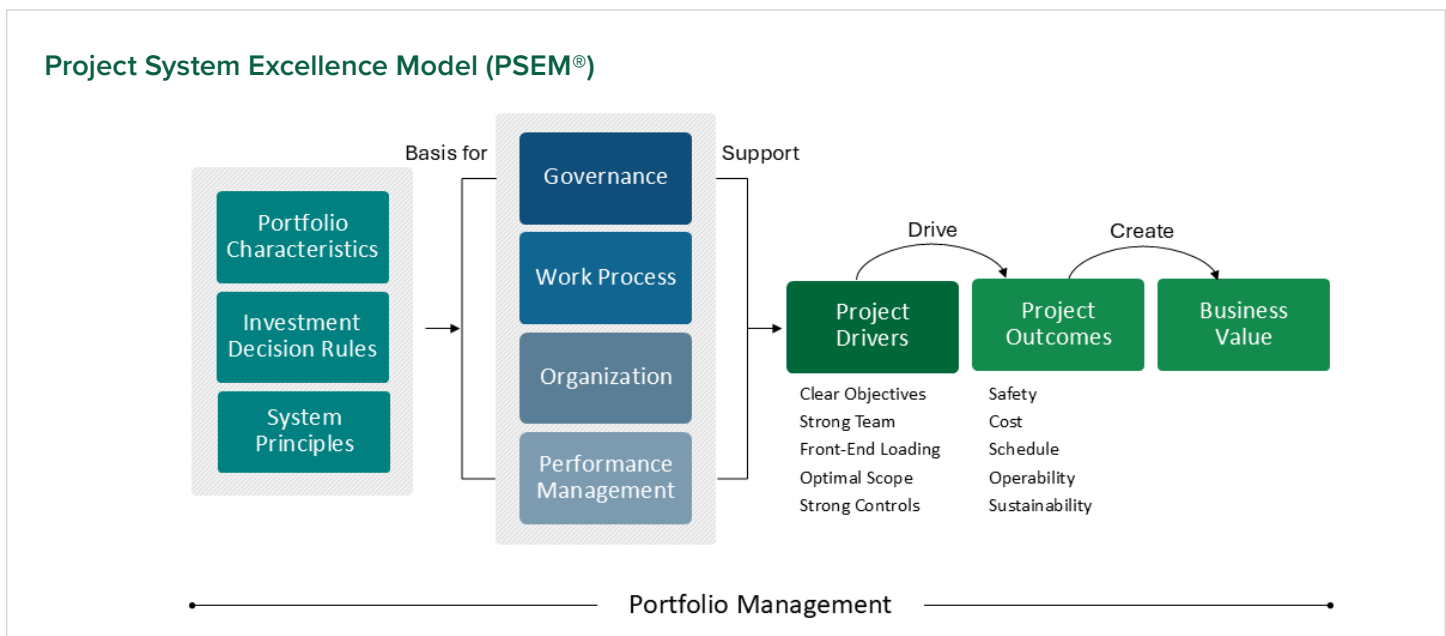 Project System Excellence Model (PSEM®)
Portfolio
Characteristics
Investment
Decision Rules
System
Principles
Basis for
Governance
Work Process
Organization
Performance
Management
Support
Drive
Create
Project
Drivers
Clear Objectives
Strong Team
Front-End Loading
Optimal Scope
Strong Controls
Project
Outcomes
Safety
Cost
Schedule
Operability
Sustainability
Business
Value
Portfolio Management